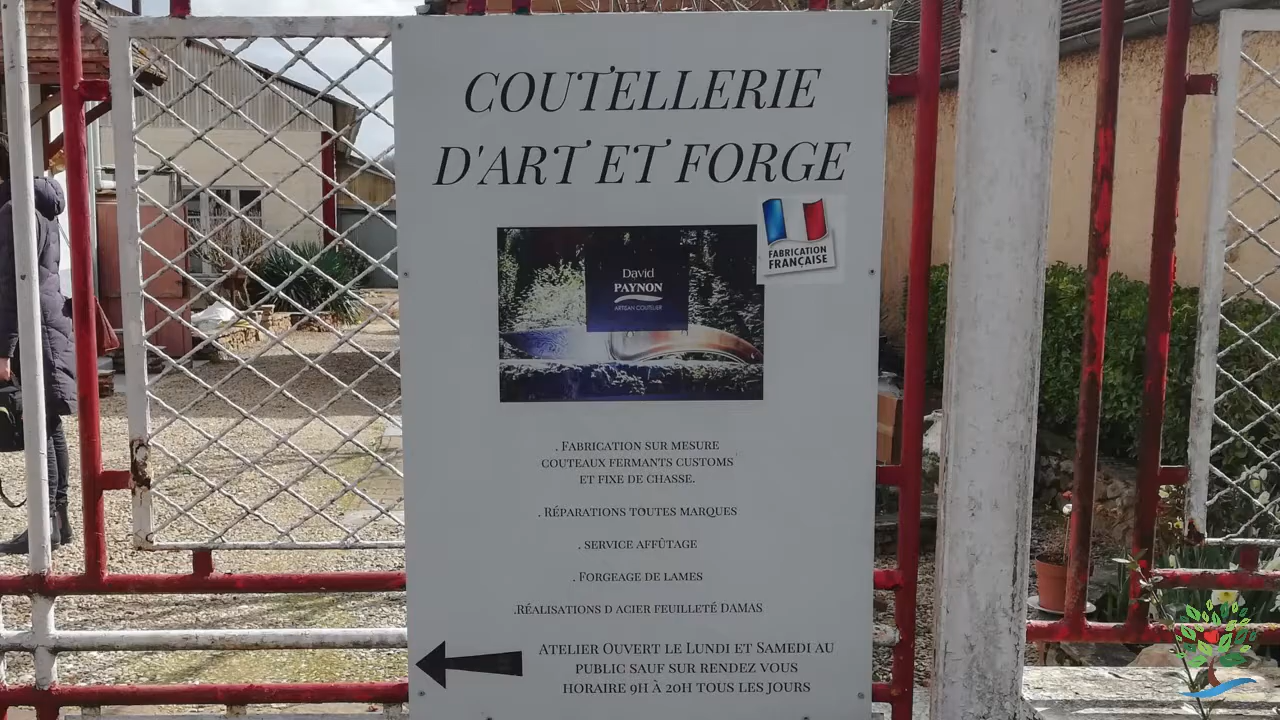 COUTELLERIE
D'ART ET FORGE
FABRICATION
FRANÇAISE
David
PAYNON
ARTISAN COUTELIER
. FABRICATION SUR MESURE
COUTEAUX FERMANTS CUSTOMS
ET FIXE DE CHASSE.
. RÉPARATIONS TOUTES MARQUES
. SERVICE AFFÛTAGE
. FORGEAGE DE LAMES
.RÉALISATIONS D ACIER FEUILLETÉ DAMAS
ATELIER OUVERT LE LUNDI ET SAMEDI AU
PUBLIC SAUF SUR RENDEZ VOUS
HORAIRE 9H À 20H TOUS LES JOURS